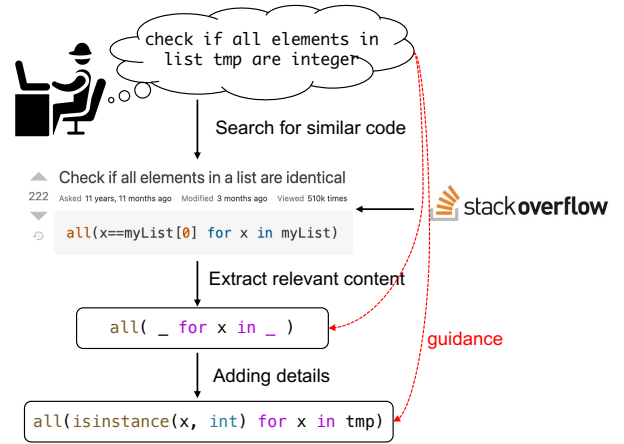 check if all elements in
list tmp are integer
Search for similar code
Check if all elements in a list are identical
222
Asked 11 years, 11 months ago Modified 3 months ago Viewed 510k times
all(x==myList[0] for x in myList)
stackoverflow
Extract relevant content
all( _ for x in _ )
guidance
Adding details
all(isinstance(x, int) for x in tmp)